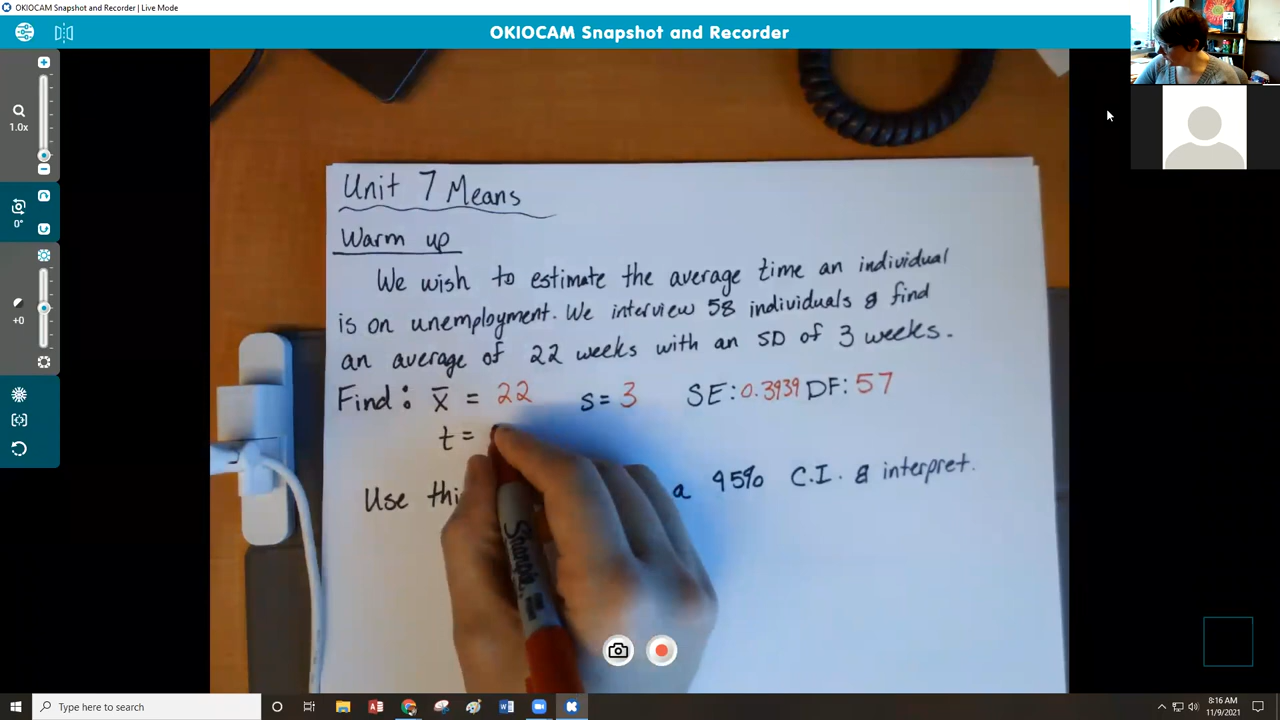 OKIOCAM Snapshot and Recorder | Live Mode
OKIOCAM Snapshot and Recorder
1.0x
0°
+0
Unit 7 Means
Warm up
We wish to estimate the average time an individual
is on unemployment. We interview 58 individuals & find
an average of 22 weeks with an SD of 3 weeks.
Find: x̄ = 22 s = 3 SE: 0.3939 DF: 57
t =
Use thi a 95% C.I. & interpret.
Sharpie
Type here to search
8:16 AM
11/9/2021